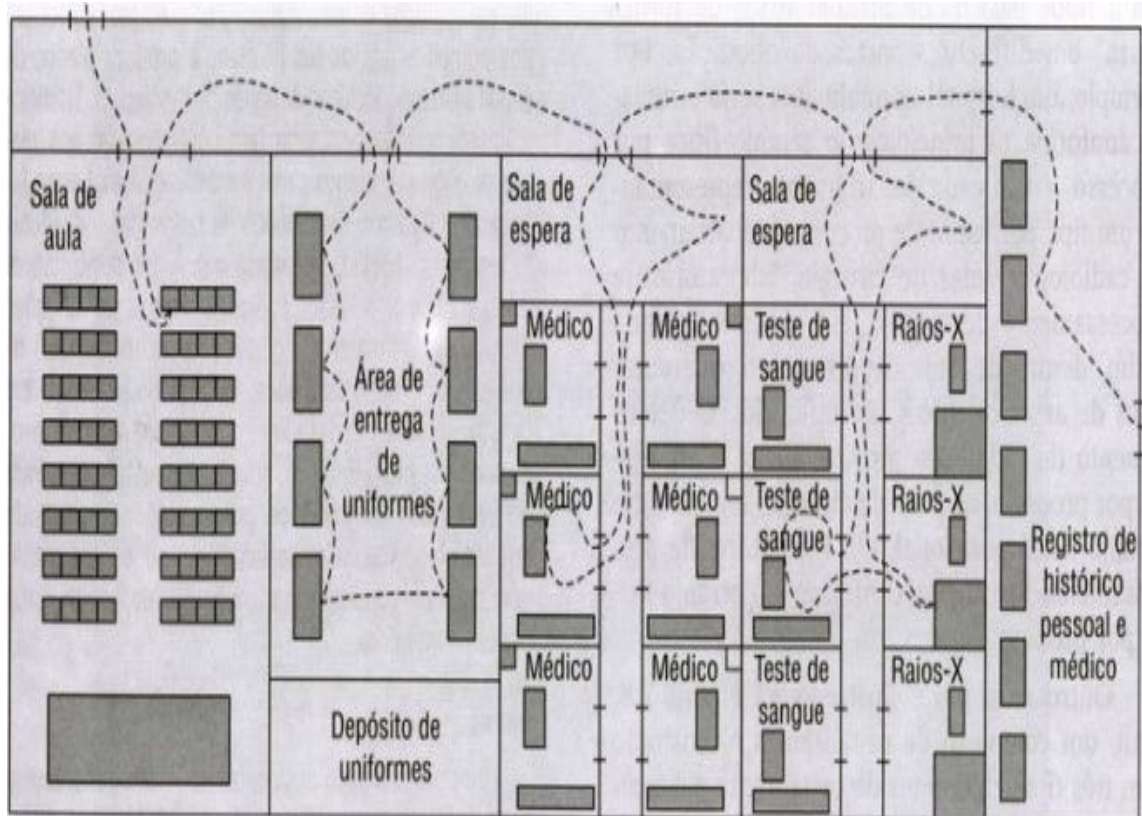 Sala de
aula
Área de
entrega
de
uniformes
Depósito de
uniformes
Sala de
espera
Médico
Médico
Médico
Médico
Médico
Médico
Sala de
espera
Teste de
sangue
Raios-X
Teste de
sangue
Raios-X
Teste de
sangue
Raios-X
Registro de
histórico
pessoal e
médico